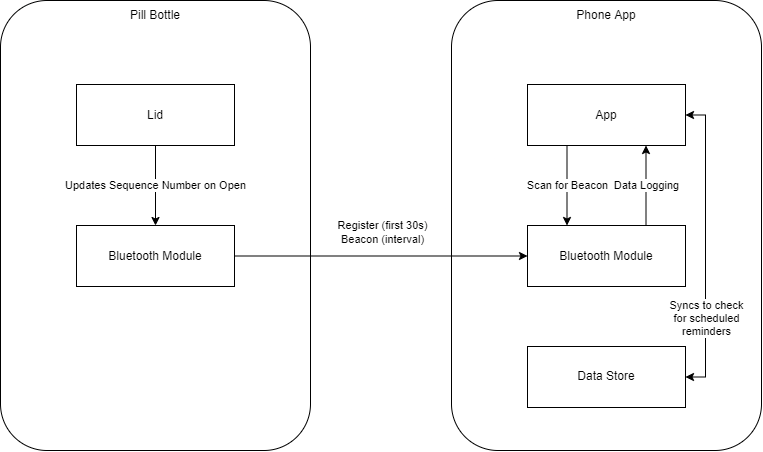 Pill Bottle
Phone App
Lid
App
Updates Sequence Number on Open
Scan for Beacon
Data Logging
Register (first 30s)
Beacon (interval)
Bluetooth Module
Bluetooth Module
Syncs to check
for scheduled
reminders
Data Store